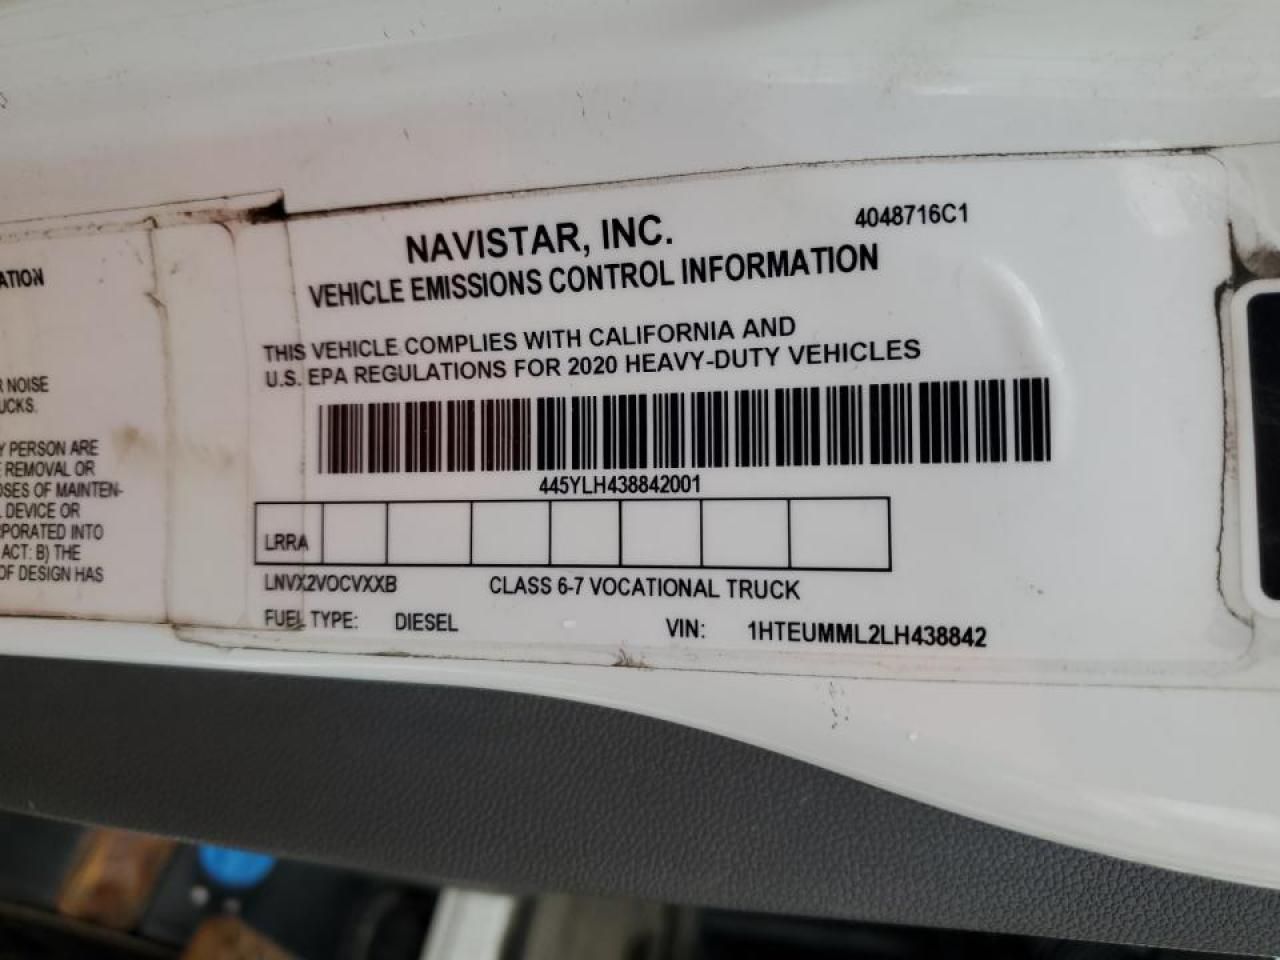 ATION
R NOISE
UCKS.
Y PERSON ARE
E REMOVAL OR
OSES OF MAINTEN-
L DEVICE OR
RPORATED INTO
ACT: B) THE
OF DESIGN HAS
NAVISTAR, INC.
4048716C1
VEHICLE EMISSIONS CONTROL INFORMATION
THIS VEHICLE COMPLIES WITH CALIFORNIA AND
U.S. EPA REGULATIONS FOR 2020 HEAVY-DUTY VEHICLES
445YLH438842001
LRRA
LNVX2VOCVXXB CLASS 6-7 VOCATIONAL TRUCK
FUEL TYPE: DIESEL VIN: 1HTEUMML2LH438842